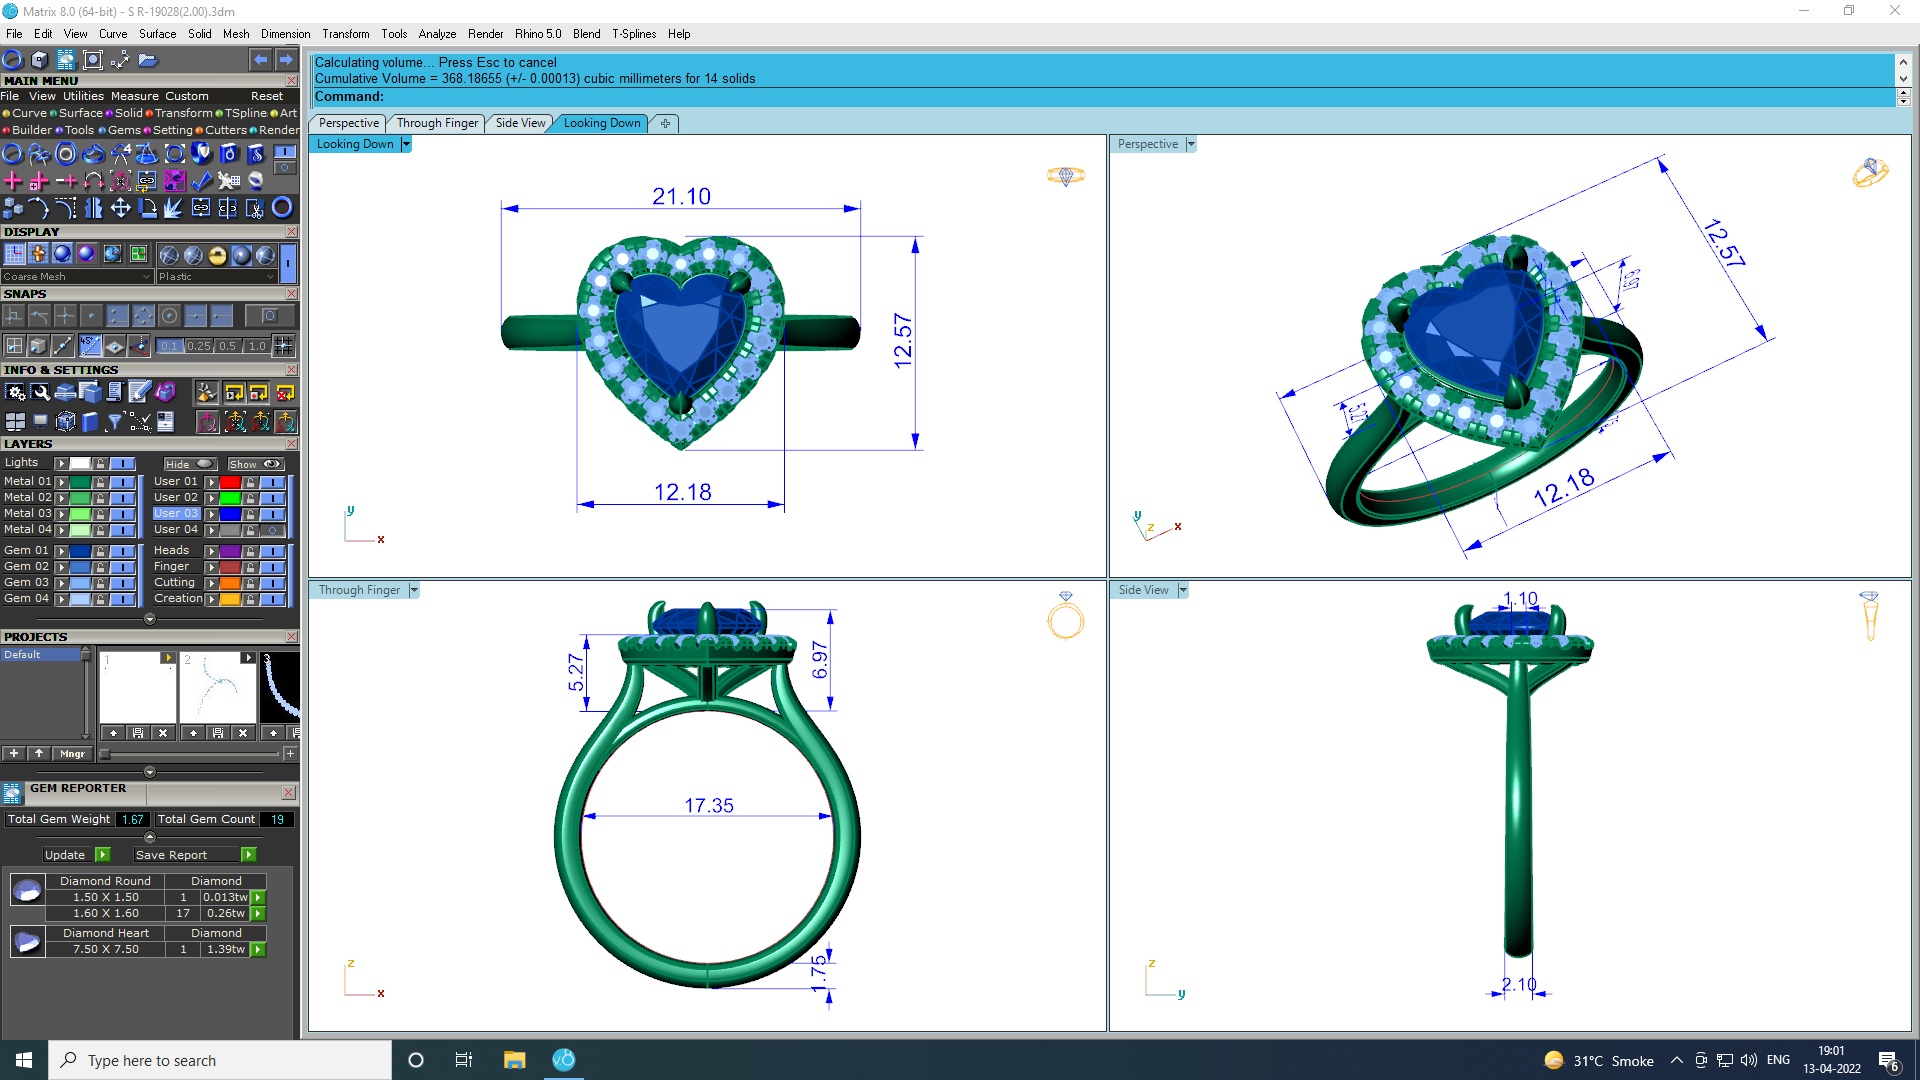 Matrix 8.0 (64-bit) - S R-19028(2.00).3dm
File Edit View Curve Surface Solid Mesh Dimension Transform Tools Analyze Render Rhino 5.0 Blend T-Splines Help
Calculating volume... Press Esc to cancel
Cumulative Volume = 368.18655 (+/- 0.00013) cubic millimeters for 14 solids
Command:
MAIN MENU
File View Utilities Measure Custom Reset
Curve Surface Solid Transform TSpline Art
Builder Tools Gems Setting Cutters Render
DISPLAY
Coarse Mesh Plastic
SNAPS
45°
0.1 0.25 0.5 1.0
INFO & SETTINGS
LAYERS
Lights Hide Show
Metal 01 User 01
Metal 02 User 02
Metal 03 User 03
Metal 04 User 04
Gem 01 Heads
Gem 02 Finger
Gem 03 Cutting
Gem 04 Creation
PROJECTS
Default
1 2 3
Mngr
GEM REPORTER
Total Gem Weight 1.67 Total Gem Count 19
Update Save Report
Diamond Round Diamond
1.50 X 1.50 1 0.013tw
1.60 X 1.60 17 0.26tw
Diamond Heart Diamond
7.50 X 7.50 1 1.39tw
Perspective Through Finger Side View Looking Down
Looking Down
21.10
12.57
12.18
y
x
Perspective
12.57
6.97
5.27
12.18
y
z
x
Through Finger
5.27
6.97
17.35
1.75
z
x
Side View
1.10
2.10
z
y
Type here to search
31°C Smoke
ENG
19:01
13-04-2022
6